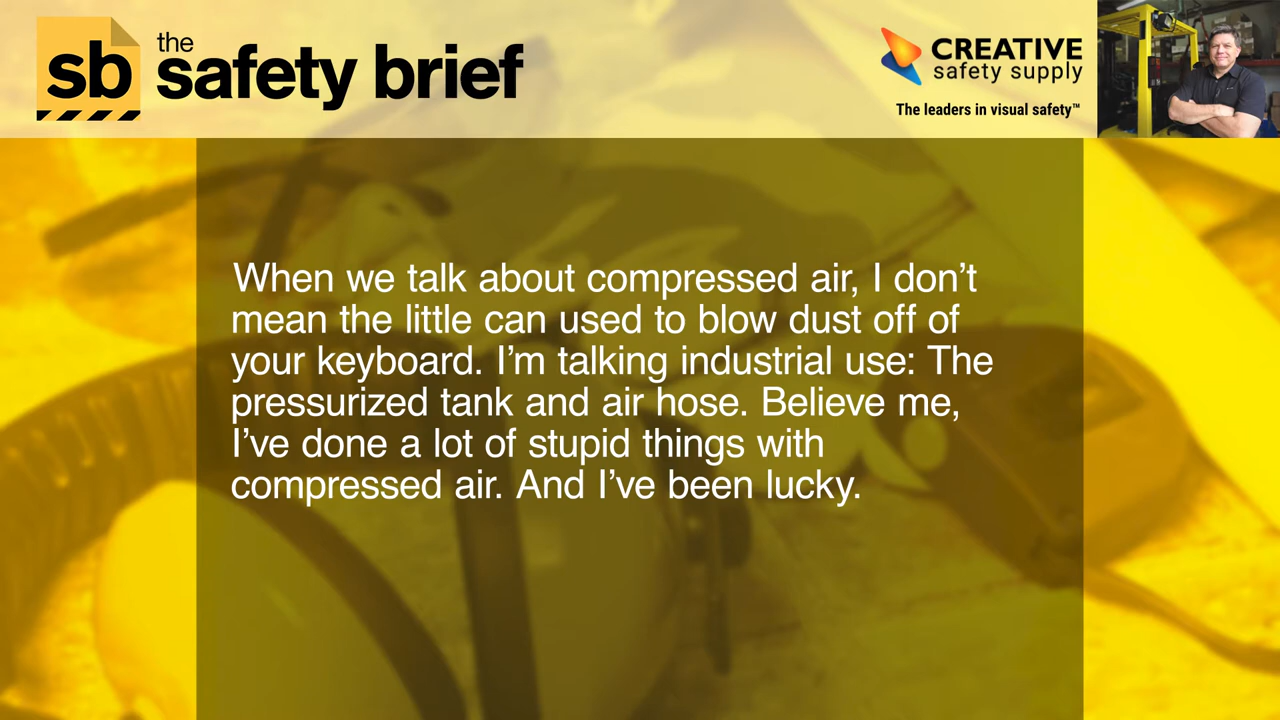 sb
the
safety brief
CREATIVE
safety supply
The leaders in visual safety™
When we talk about compressed air, I don’t
mean the little can used to blow dust off of
your keyboard. I’m talking industrial use: The
pressurized tank and air hose. Believe me,
I’ve done a lot of stupid things with
compressed air. And I’ve been lucky.